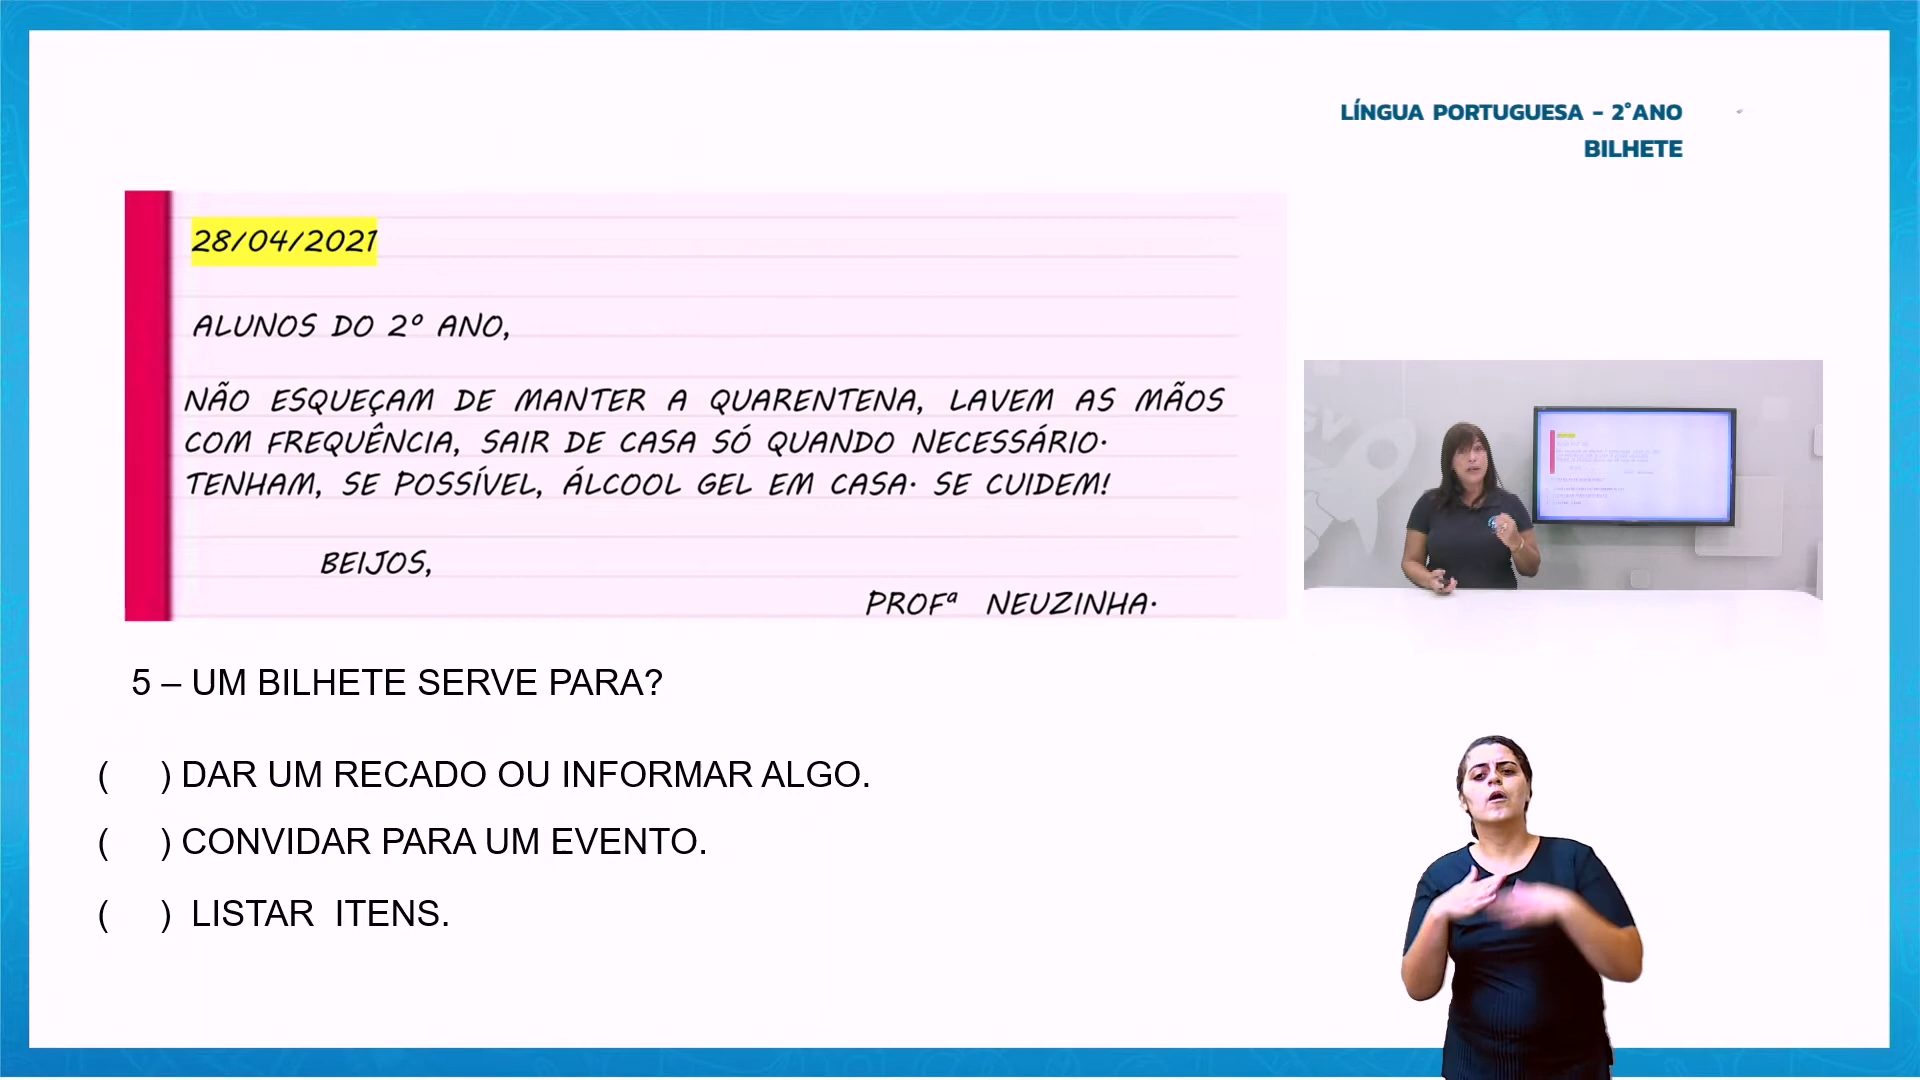 LÍNGUA PORTUGUESA - 2°ANO
BILHETE
28/04/2021
ALUNOS DO 2º ANO,
NÃO ESQUEÇAM DE MANTER A QUARENTENA, LAVEM AS MÃOS
COM FREQUÊNCIA, SAIR DE CASA SÓ QUANDO NECESSÁRIO.
TENHAM, SE POSSÍVEL, ÁLCOOL GEL EM CASA. SE CUIDEM!
BEIJOS,
PROFª NEUZINHA.
5 – UM BILHETE SERVE PARA?
( ) DAR UM RECADO OU INFORMAR ALGO.
( ) CONVIDAR PARA UM EVENTO.
( ) LISTAR ITENS.